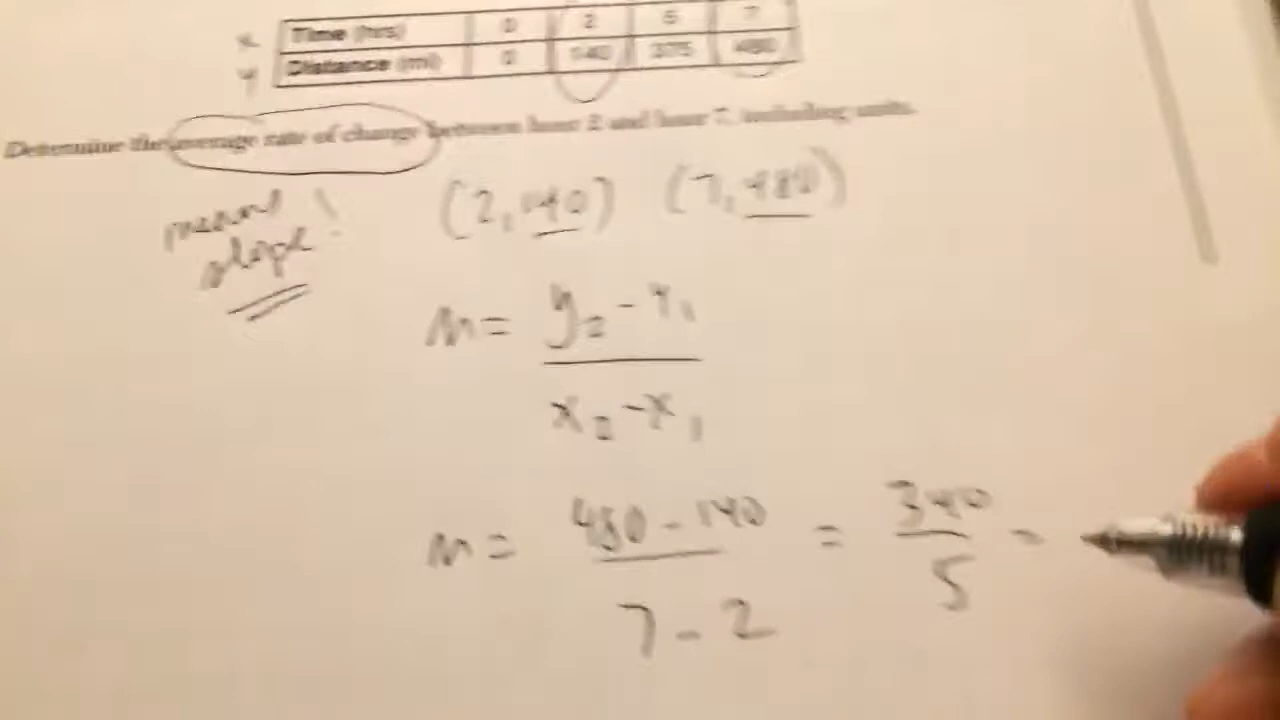 x Time (hrs) 0 2 5 7
y Distance (mi) 0 140 375 480
Determine the average rate of change between hour 2 and hour 7, including units.
means slope!
(2, 140) (7, 480)
m = y₂ - y₁
x₂ - x₁
m = 480 - 140 = 340 =
7 - 2 5